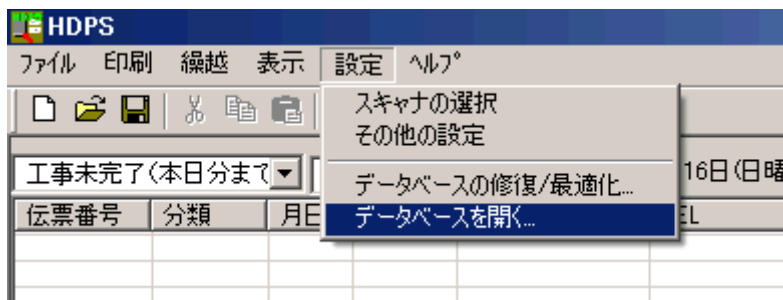 HDPS
ファイル 印刷 繰越 表示 設定 ヘルプ
スキャナの選択
その他の設定
データベースの修復/最適化...
データベースを開く...
工事未完了(本日分まで
16日(日曜
伝票番号 分類 月日 EL